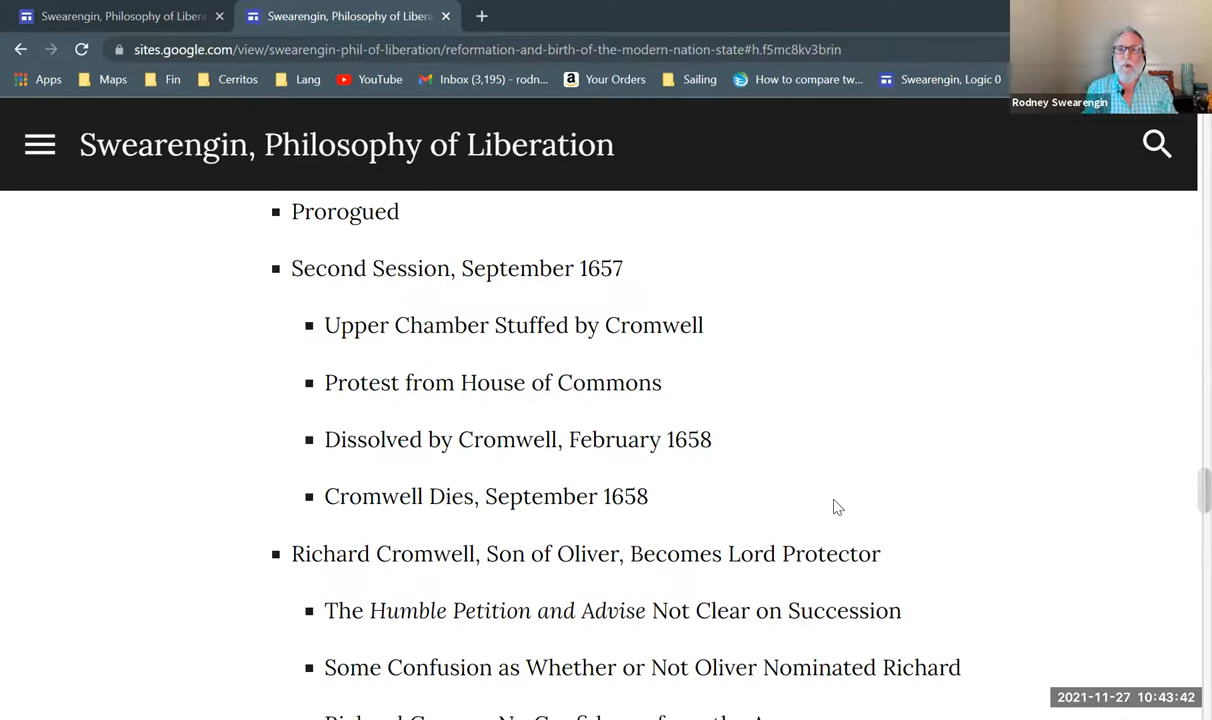 Swearengin, Philosophy of Libera
Swearengin, Philosophy of Libera
sites.google.com/view/swearengin-phil-of-liberation/reformation-and-birth-of-the-modern-nation-state#h.f5mc8kv3brin
Apps Maps Fin Cerritos Lang YouTube Inbox (3,195) - rodn... Your Orders Sailing How to compare tw... Swearengin, Logic 0
Rodney Swearengin
Swearengin, Philosophy of Liberation
Prorogued
Second Session, September 1657
Upper Chamber Stuffed by Cromwell
Protest from House of Commons
Dissolved by Cromwell, February 1658
Cromwell Dies, September 1658
Richard Cromwell, Son of Oliver, Becomes Lord Protector
The Humble Petition and Advise Not Clear on Succession
Some Confusion as Whether or Not Oliver Nominated Richard
2021-11-27 10:43:42